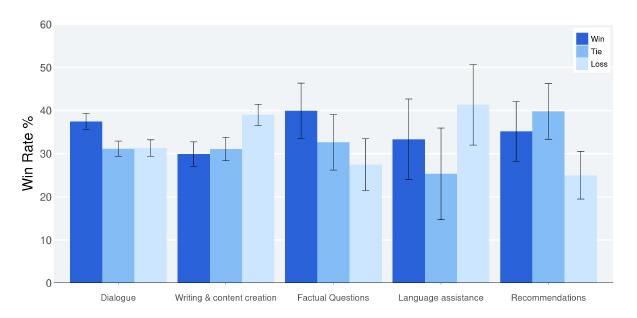 60
50
40
30
20
10
0
Win Rate %
Win
Tie
Loss
Dialogue
Writing & content creation
Factual Questions
Language assistance
Recommendations